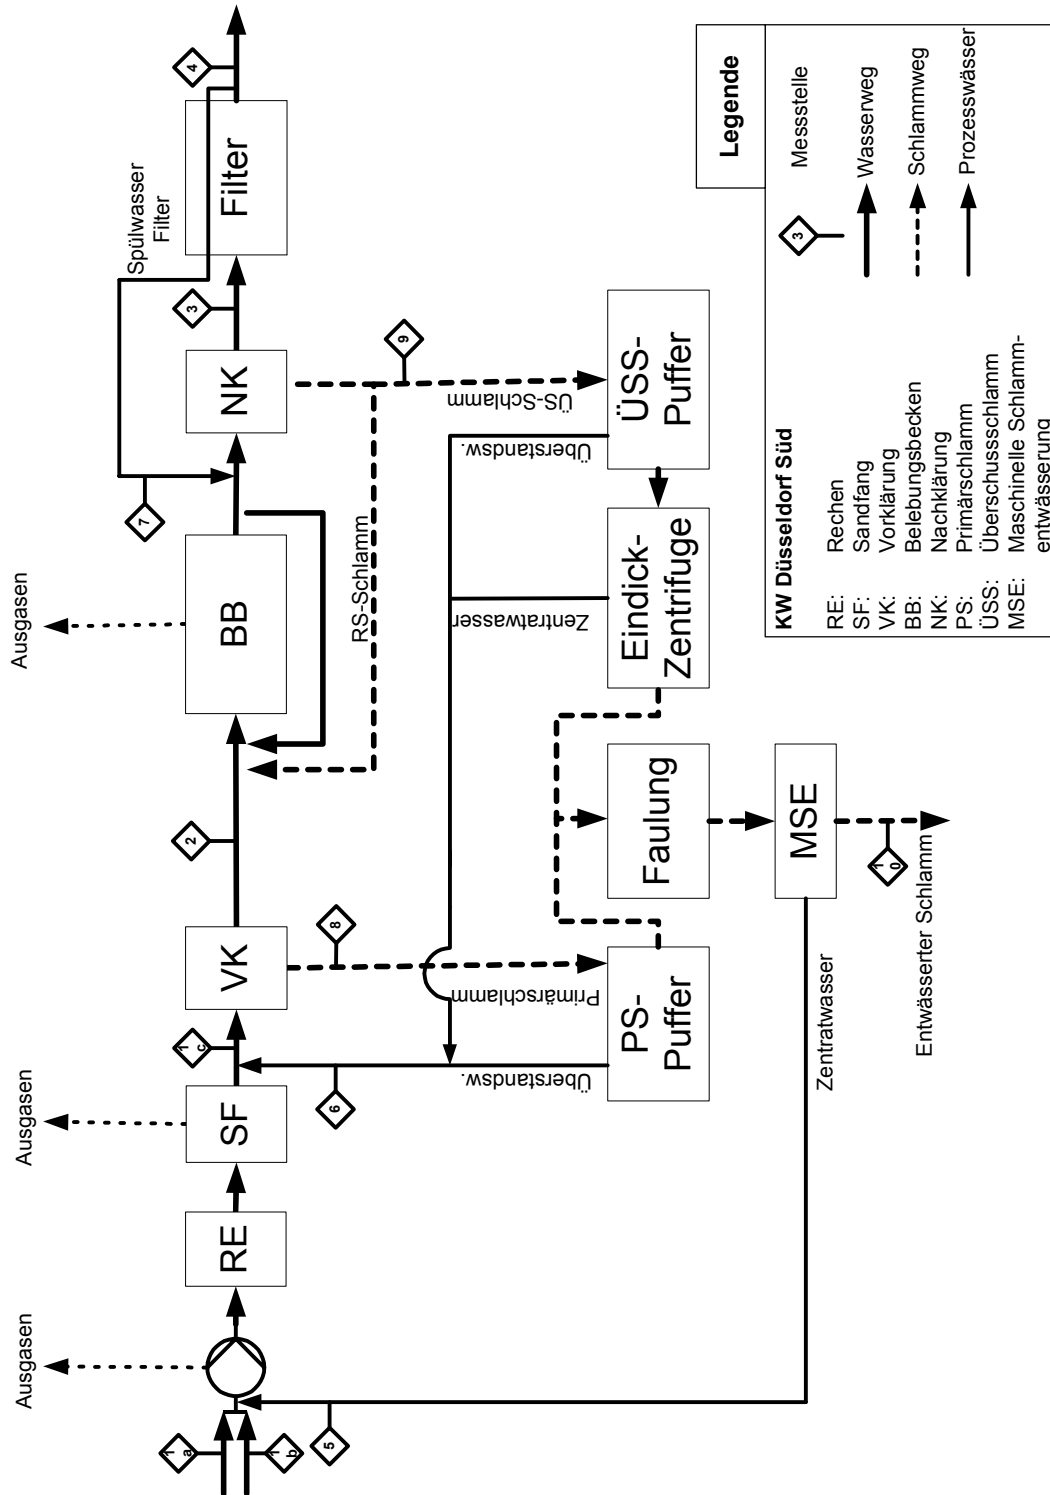 Ausgasen
Ausgasen
Ausgasen
1a
1b
5
RE
SF
1c
VK
2
BB
7
NK
3
Spülwasser
Filter
Filter
4
6
Überstandsw.
8
Primärschlamm
RS-Schlamm
9
ÜS-Schlamm
Überstandsw.
Zentratwasser
PS-
Puffer
Faulung
Eindick-
Zentrifuge
ÜSS-
Puffer
MSE
10
Zentratwasser
Entwässerter Schlamm
Legende
KW Düsseldorf Süd
RE: Rechen
SF: Sandfang
VK: Vorklärung
BB: Belebungsbecken
NK: Nachklärung
PS: Primärschlamm
ÜSS: Überschussschlamm
MSE: Maschinelle Schlamm-
entwässerung
3 Messstelle
Wasserweg
Schlammweg
Prozesswässer